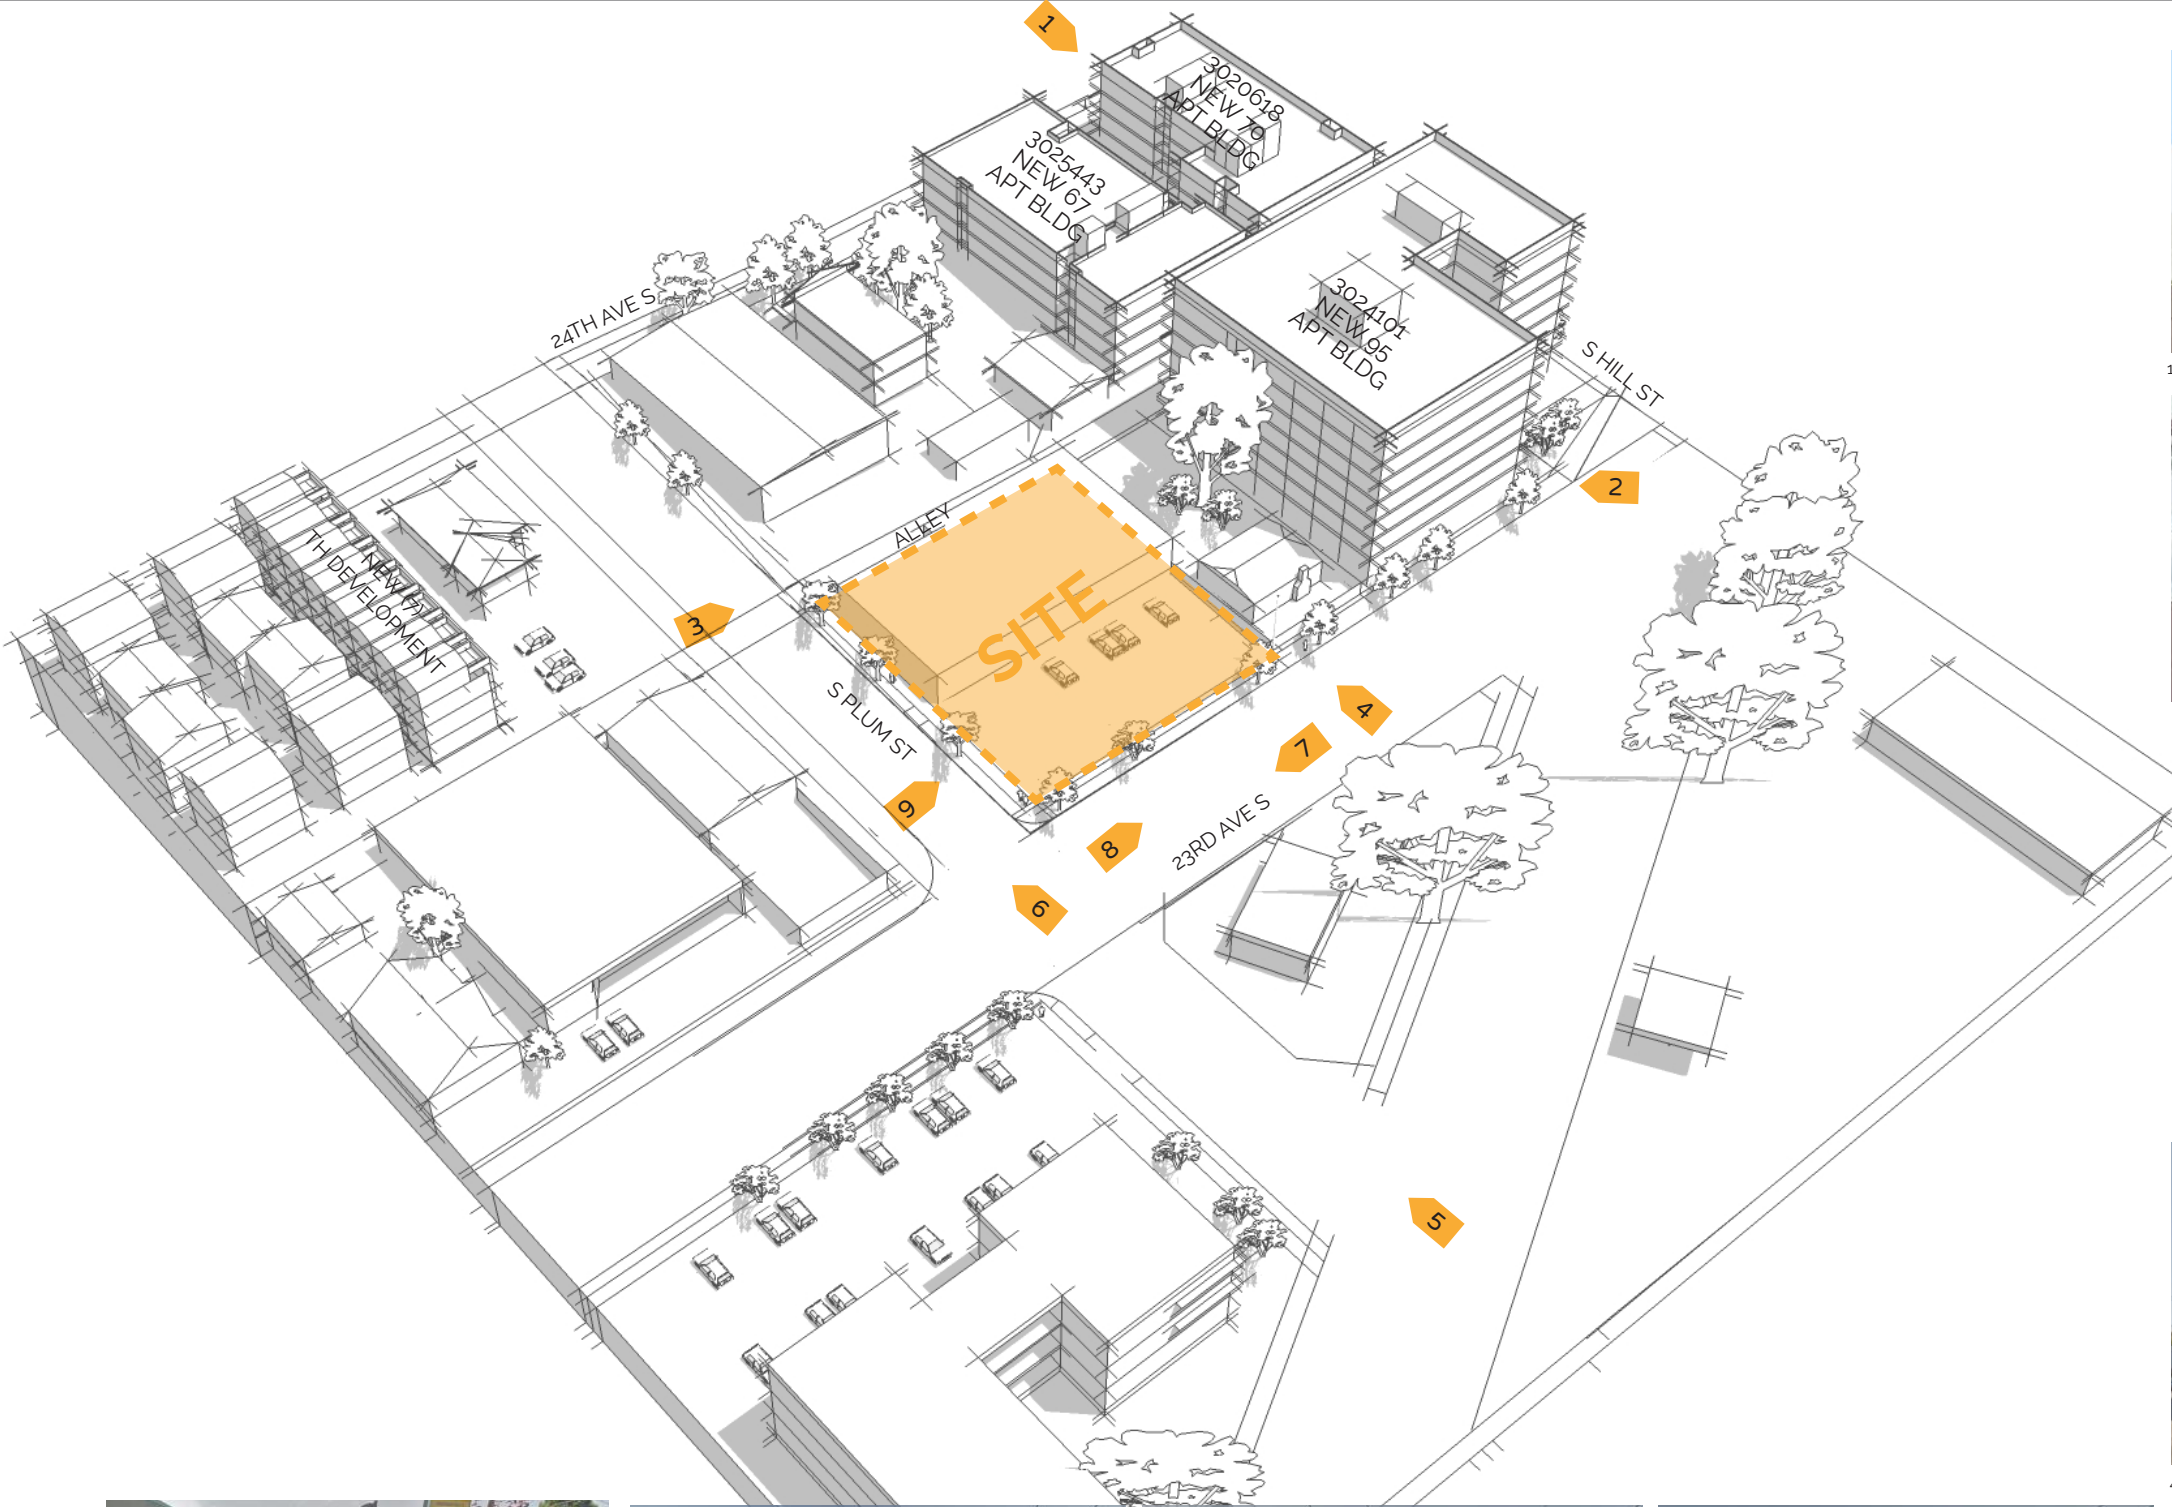 1
3020618
NEW 70
APT BLDG
3025443
NEW 67
APT BLDG
3024101
NEW 95
APT BLDG
24TH AVE S
S HILL ST
2
ALLEY
NEW
TH DEVELOPMENT
3
SITE
S PLUM ST
4
7
9
8
23RD AVE S
6
5